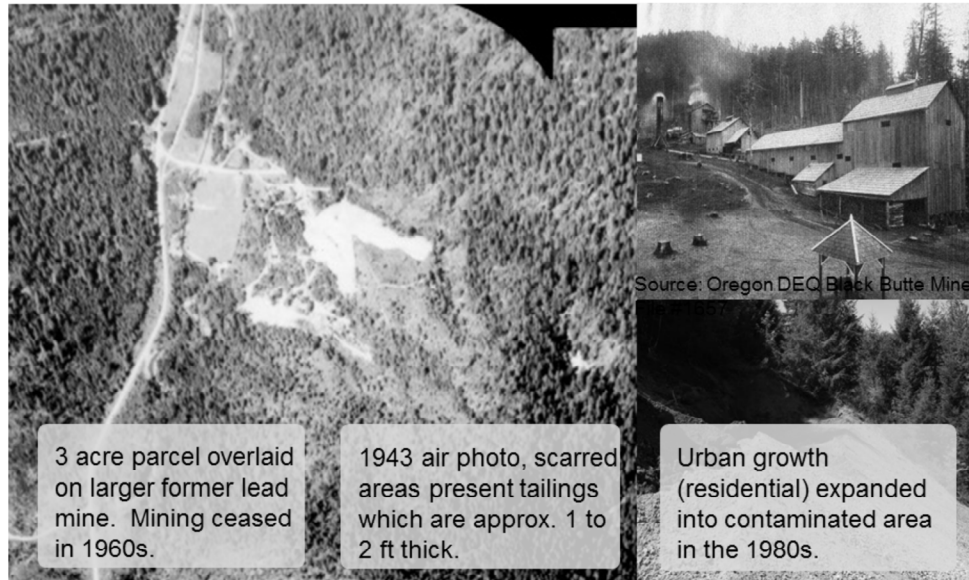 Source: Oregon DEQ Black Butte Mine
3 acre parcel overlaid
on larger former lead
mine. Mining ceased
in 1960s.
1943 air photo, scarred
areas present tailings
which are approx. 1 to
2 ft thick.
Urban growth
(residential) expanded
into contaminated area
in the 1980s.